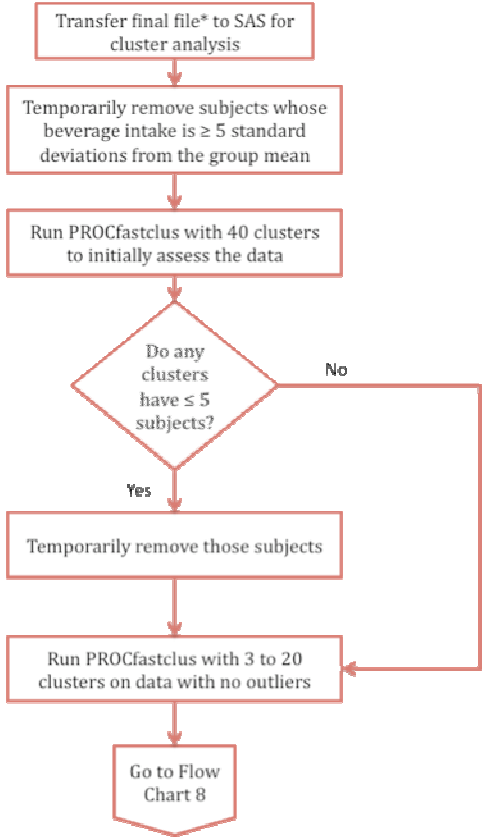 Transfer final file* to SAS for
cluster analysis
Temporarily remove subjects whose
beverage intake is ≥ 5 standard
deviations from the group mean
Run PROCfastclus with 40 clusters
to initially assess the data
Do any
clusters
have ≤ 5
subjects?
No
Yes
Temporarily remove those subjects
Run PROCfastclus with 3 to 20
clusters on data with no outliers
Go to Flow
Chart 8